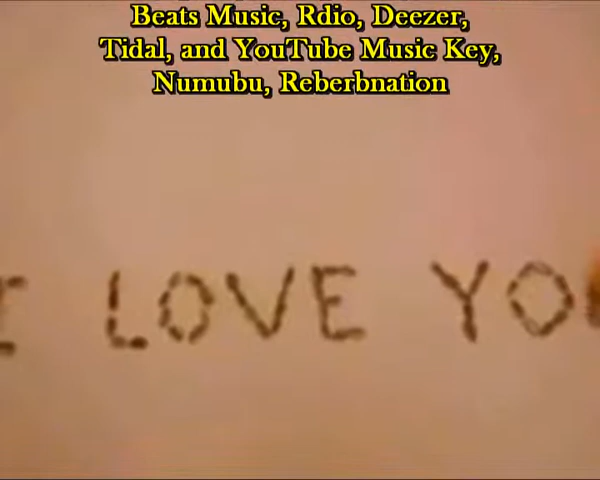 Beats Music, Rdio, Deezer,
Tidal, and YouTube Music Key,
Numubu, Reberbnation
I LOVE YO